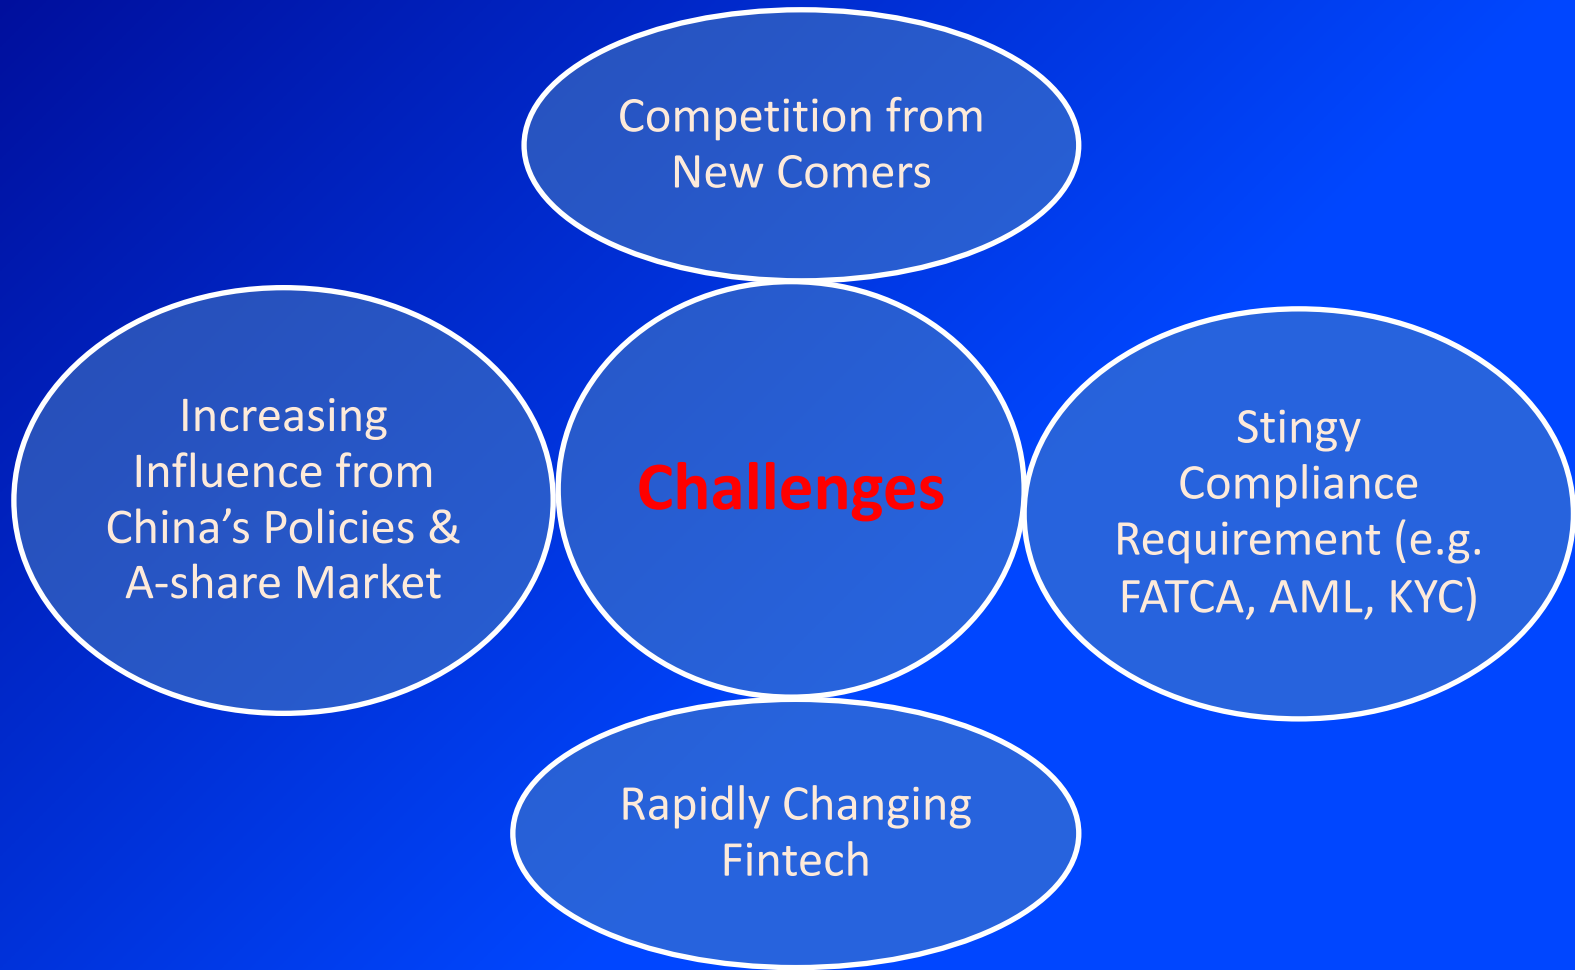 Competition from
New Comers
Increasing
Influence from
China’s Policies &
A-share Market
Challenges
Stingy
Compliance
Requirement (e.g.
FATCA, AML, KYC)
Rapidly Changing
Fintech